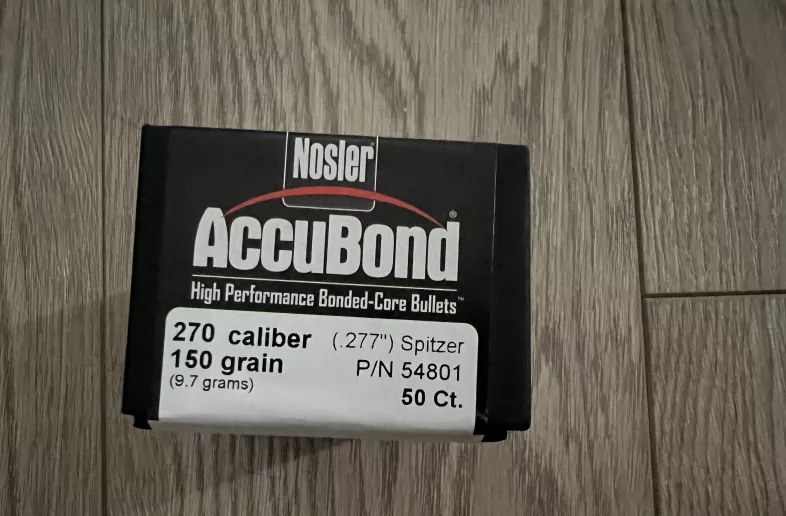 Nosler®
AccuBond®
High Performance Bonded-Core Bullets™
270 caliber (.277") Spitzer
150 grain P/N 54801
(9.7 grams) 50 Ct.